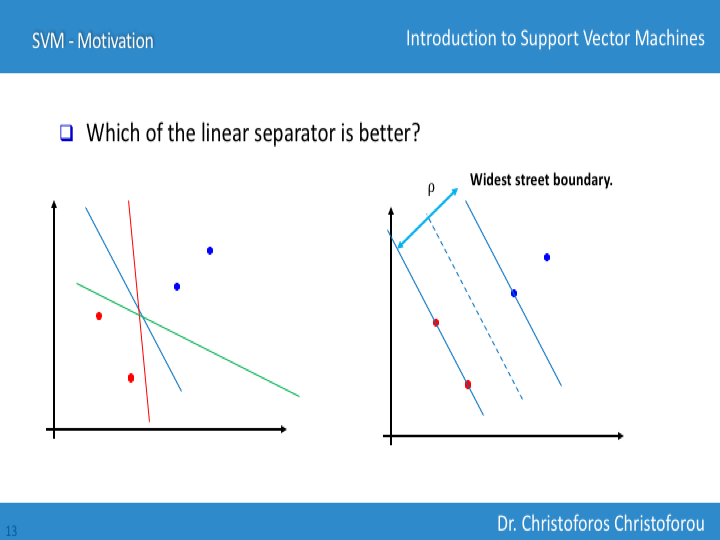 SVM - Motivation
Introduction to Support Vector Machines
Which of the linear separator is better?
ρ
Widest street boundary.
13
Dr. Christoforos Christoforou